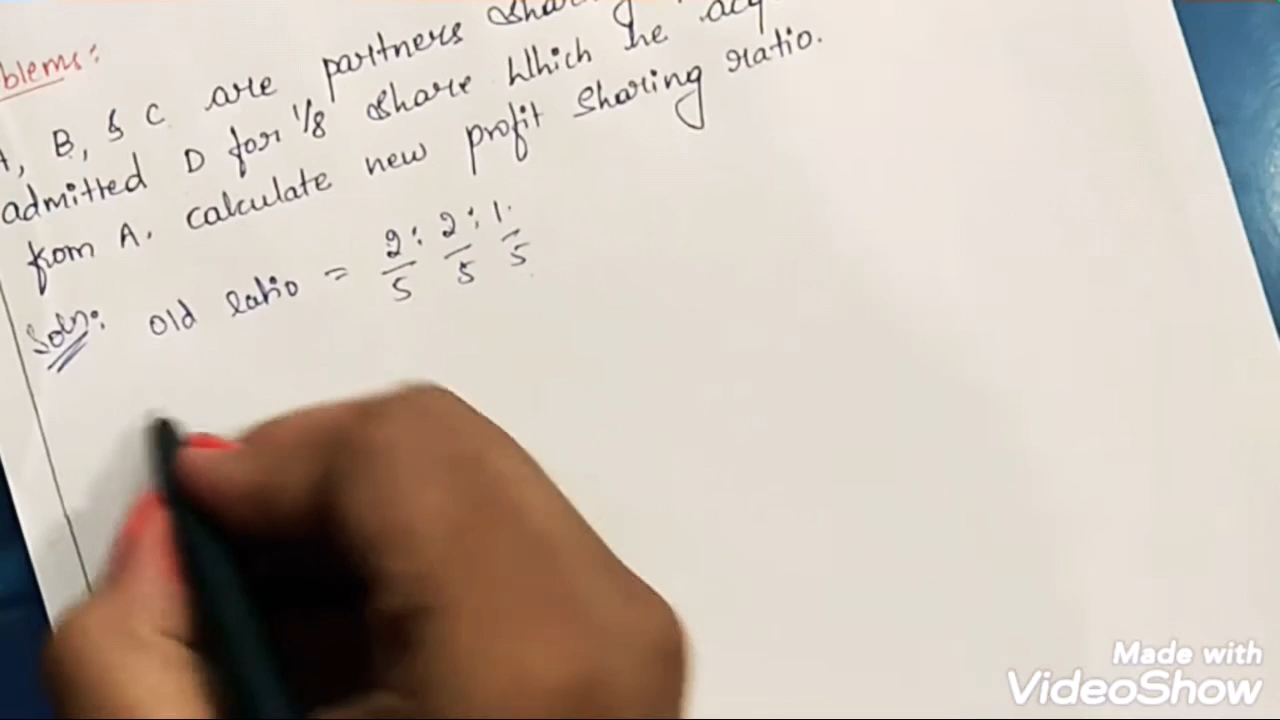 blems:
A, B, & C are partners
admitted D for 1/8 share which he
from A. calculate new profit sharing ratio.
Soln: old ratio = 2/5 : 2/5 : 1/5
Made with
VideoShow